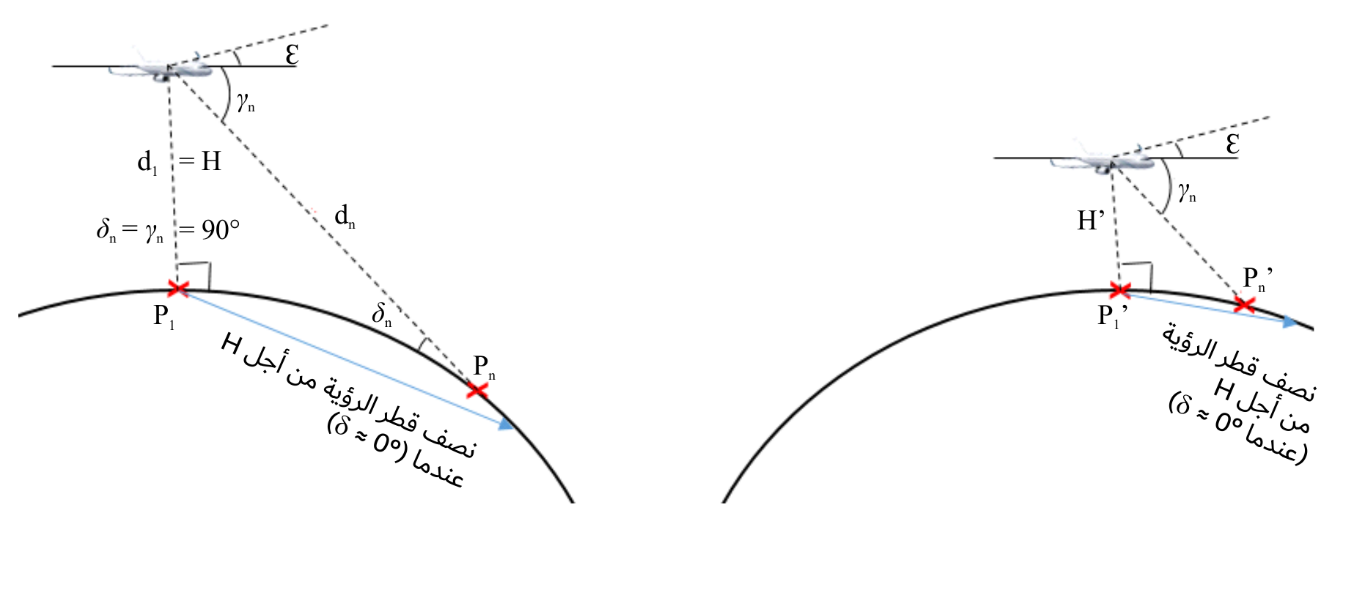 ε
γn
d1 = H
dn
δn = γn = 90°
δn
P1
Pn
نصف قطر الرؤية من أجل H
عندما (δ ≈ 0°)
ε
γn
H’
Pn’
P1’
نصف قطر الرؤية
من أجل H
(عندما δ ≈ 0°)